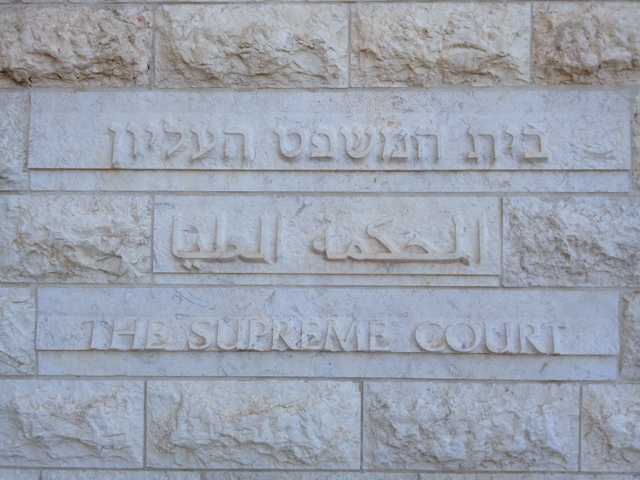 בית המשפט העליון
المحكمة العليا
THE SUPREME COURT